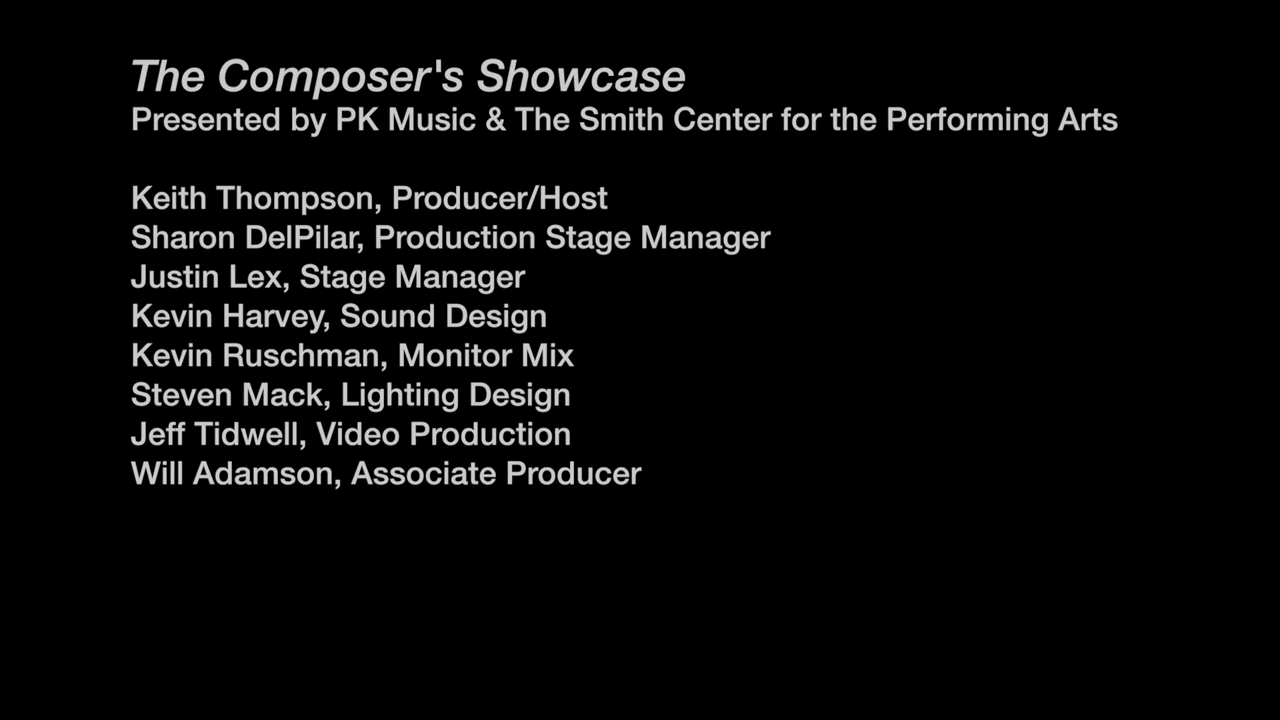 The Composer's Showcase
Presented by PK Music & The Smith Center for the Performing Arts
Keith Thompson, Producer/Host
Sharon DelPilar, Production Stage Manager
Justin Lex, Stage Manager
Kevin Harvey, Sound Design
Kevin Ruschman, Monitor Mix
Steven Mack, Lighting Design
Jeff Tidwell, Video Production
Will Adamson, Associate Producer